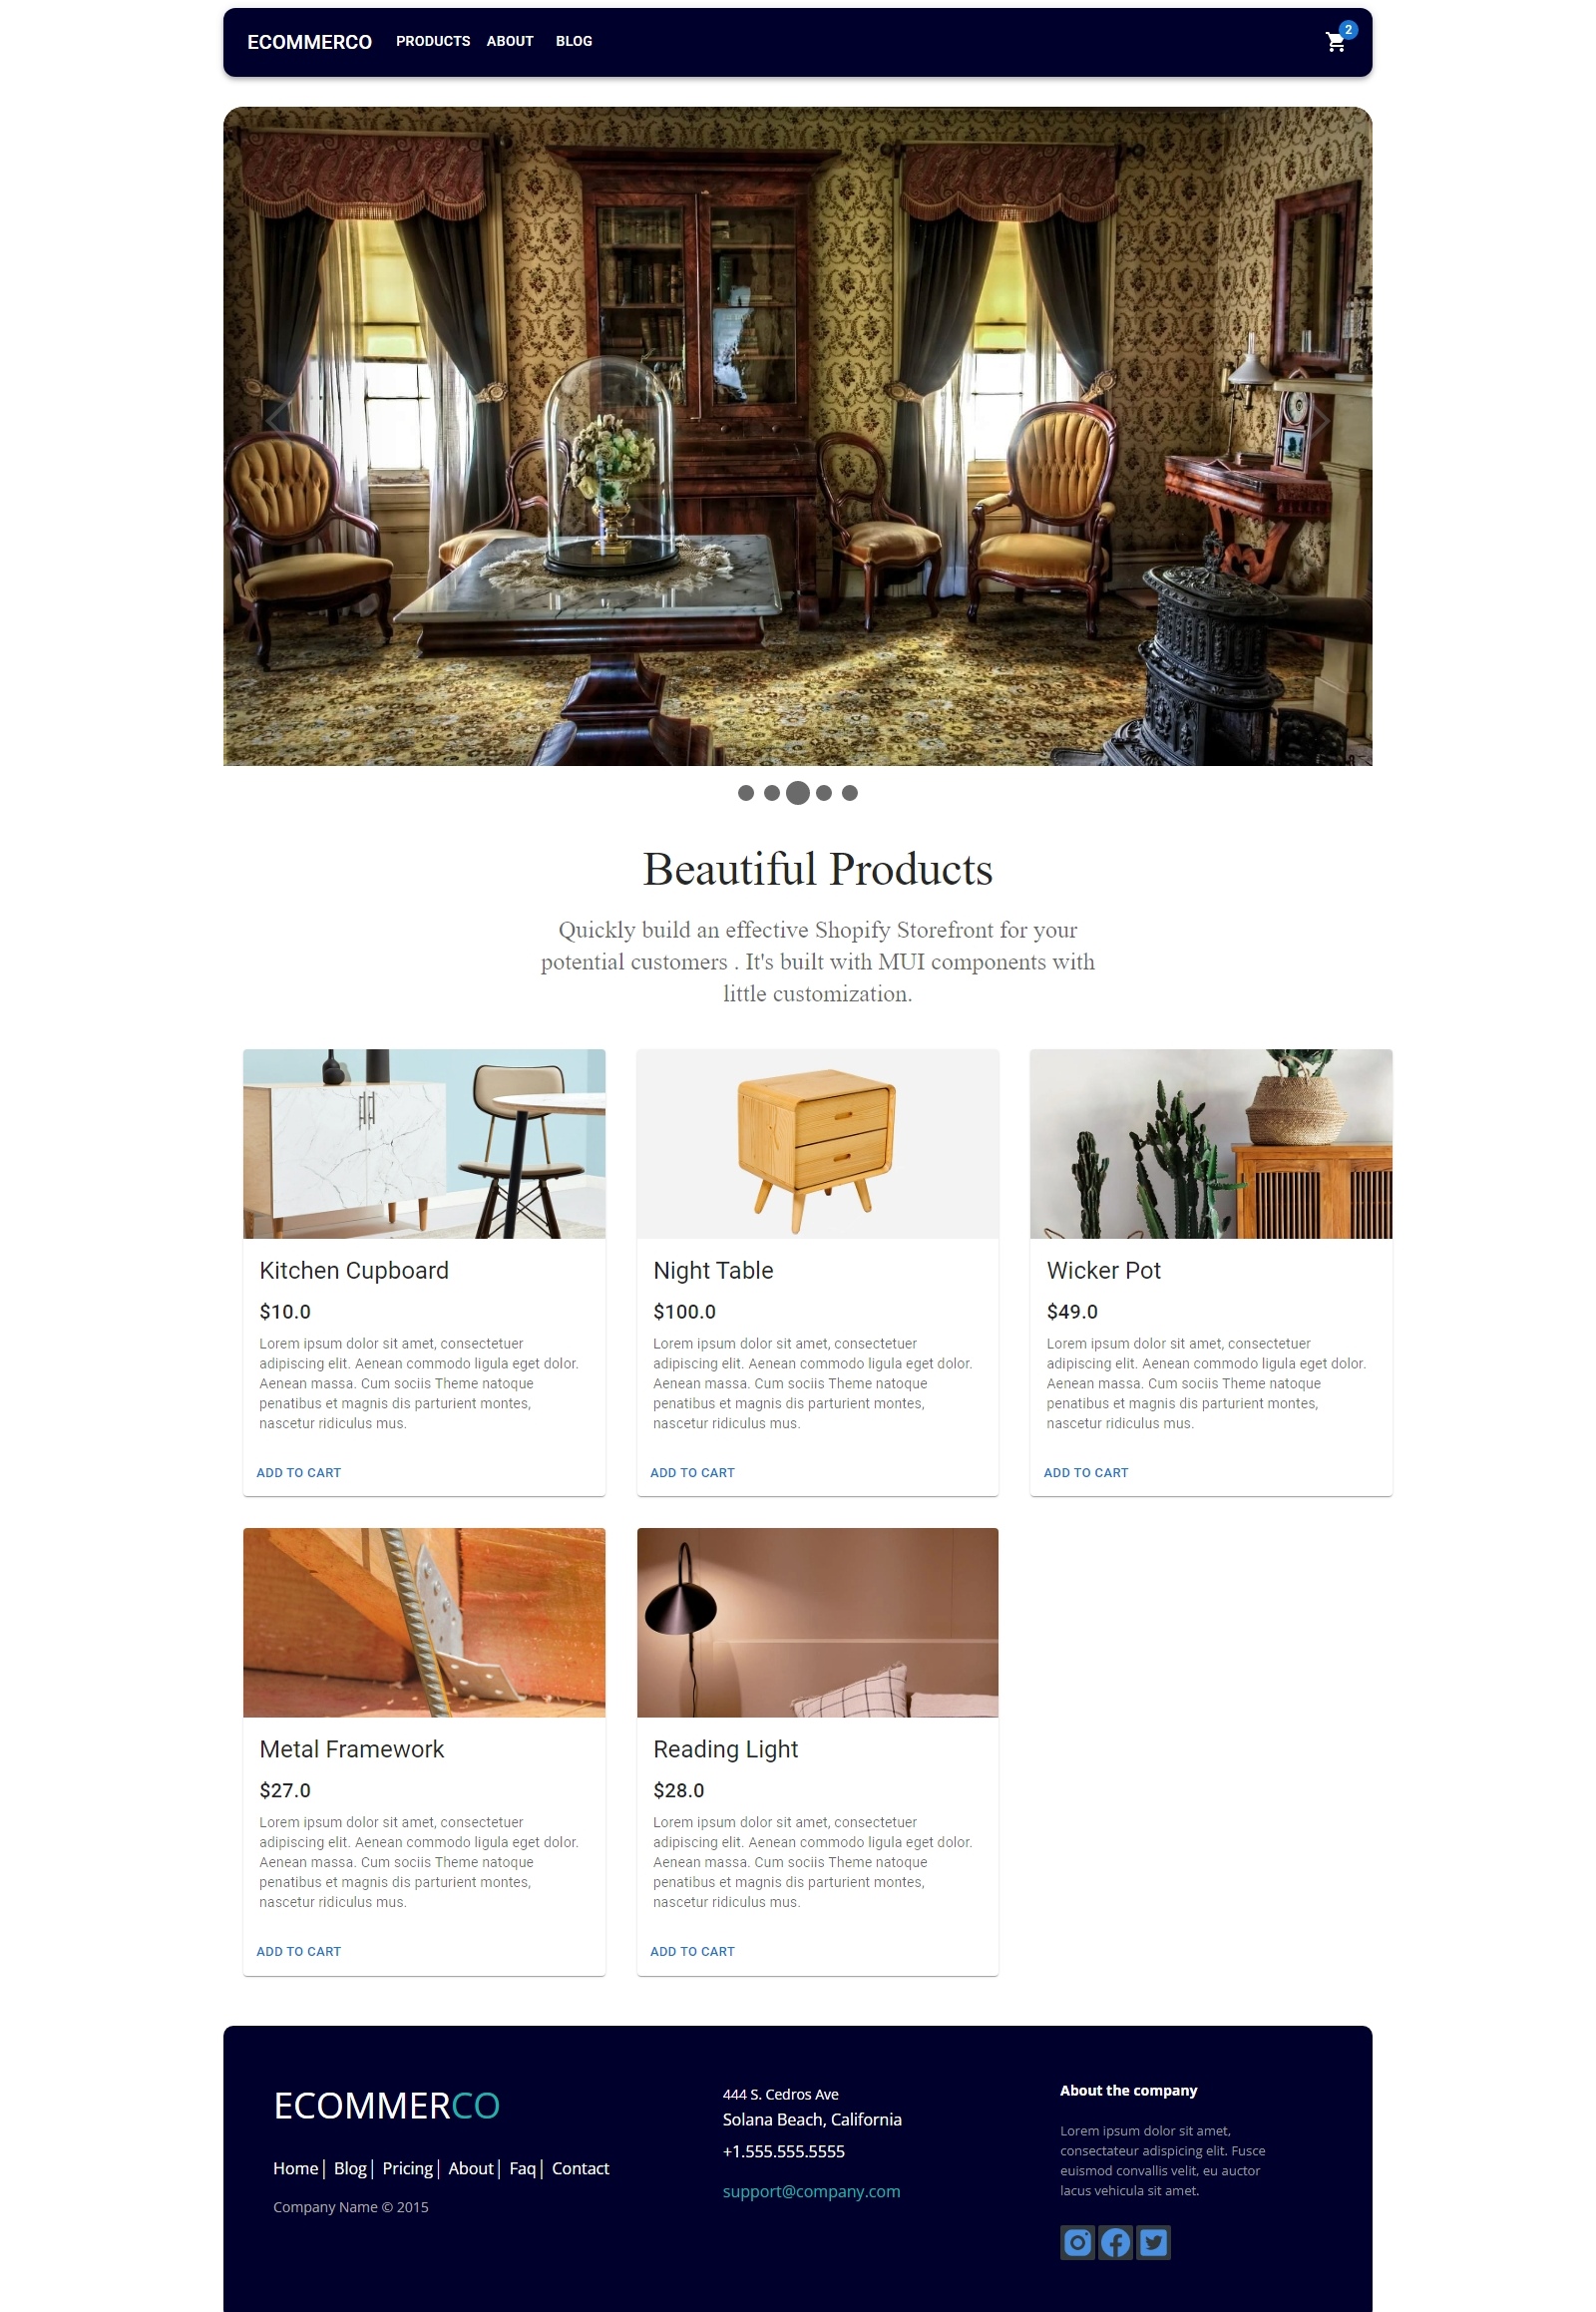 ECOMMERCO PRODUCTS ABOUT BLOG 2
Beautiful Products
Quickly build an effective Shopify Storefront for your
potential customers . It's built with MUI components with
little customization.
Kitchen Cupboard
$10.0
Lorem ipsum dolor sit amet, consectetuer
adipiscing elit. Aenean commodo ligula eget dolor.
Aenean massa. Cum sociis Theme natoque
penatibus et magnis dis parturient montes,
nascetur ridiculus mus.
ADD TO CART
Night Table
$100.0
Lorem ipsum dolor sit amet, consectetuer
adipiscing elit. Aenean commodo ligula eget dolor.
Aenean massa. Cum sociis Theme natoque
penatibus et magnis dis parturient montes,
nascetur ridiculus mus.
ADD TO CART
Wicker Pot
$49.0
Lorem ipsum dolor sit amet, consectetuer
adipiscing elit. Aenean commodo ligula eget dolor.
Aenean massa. Cum sociis Theme natoque
penatibus et magnis dis parturient montes,
nascetur ridiculus mus.
ADD TO CART
Metal Framework
$27.0
Lorem ipsum dolor sit amet, consectetuer
adipiscing elit. Aenean commodo ligula eget dolor.
Aenean massa. Cum sociis Theme natoque
penatibus et magnis dis parturient montes,
nascetur ridiculus mus.
ADD TO CART
Reading Light
$28.0
Lorem ipsum dolor sit amet, consectetuer
adipiscing elit. Aenean commodo ligula eget dolor.
Aenean massa. Cum sociis Theme natoque
penatibus et magnis dis parturient montes,
nascetur ridiculus mus.
ADD TO CART
ECOMMERCO
Home| Blog| Pricing| About| Faq| Contact
Company Name © 2015
444 S. Cedros Ave
Solana Beach, California
+1.555.555.5555
support@company.com
About the company
Lorem ipsum dolor sit amet,
consectateur adispicing elit. Fusce
euismod convallis velit, eu auctor
lacus vehicula sit amet.